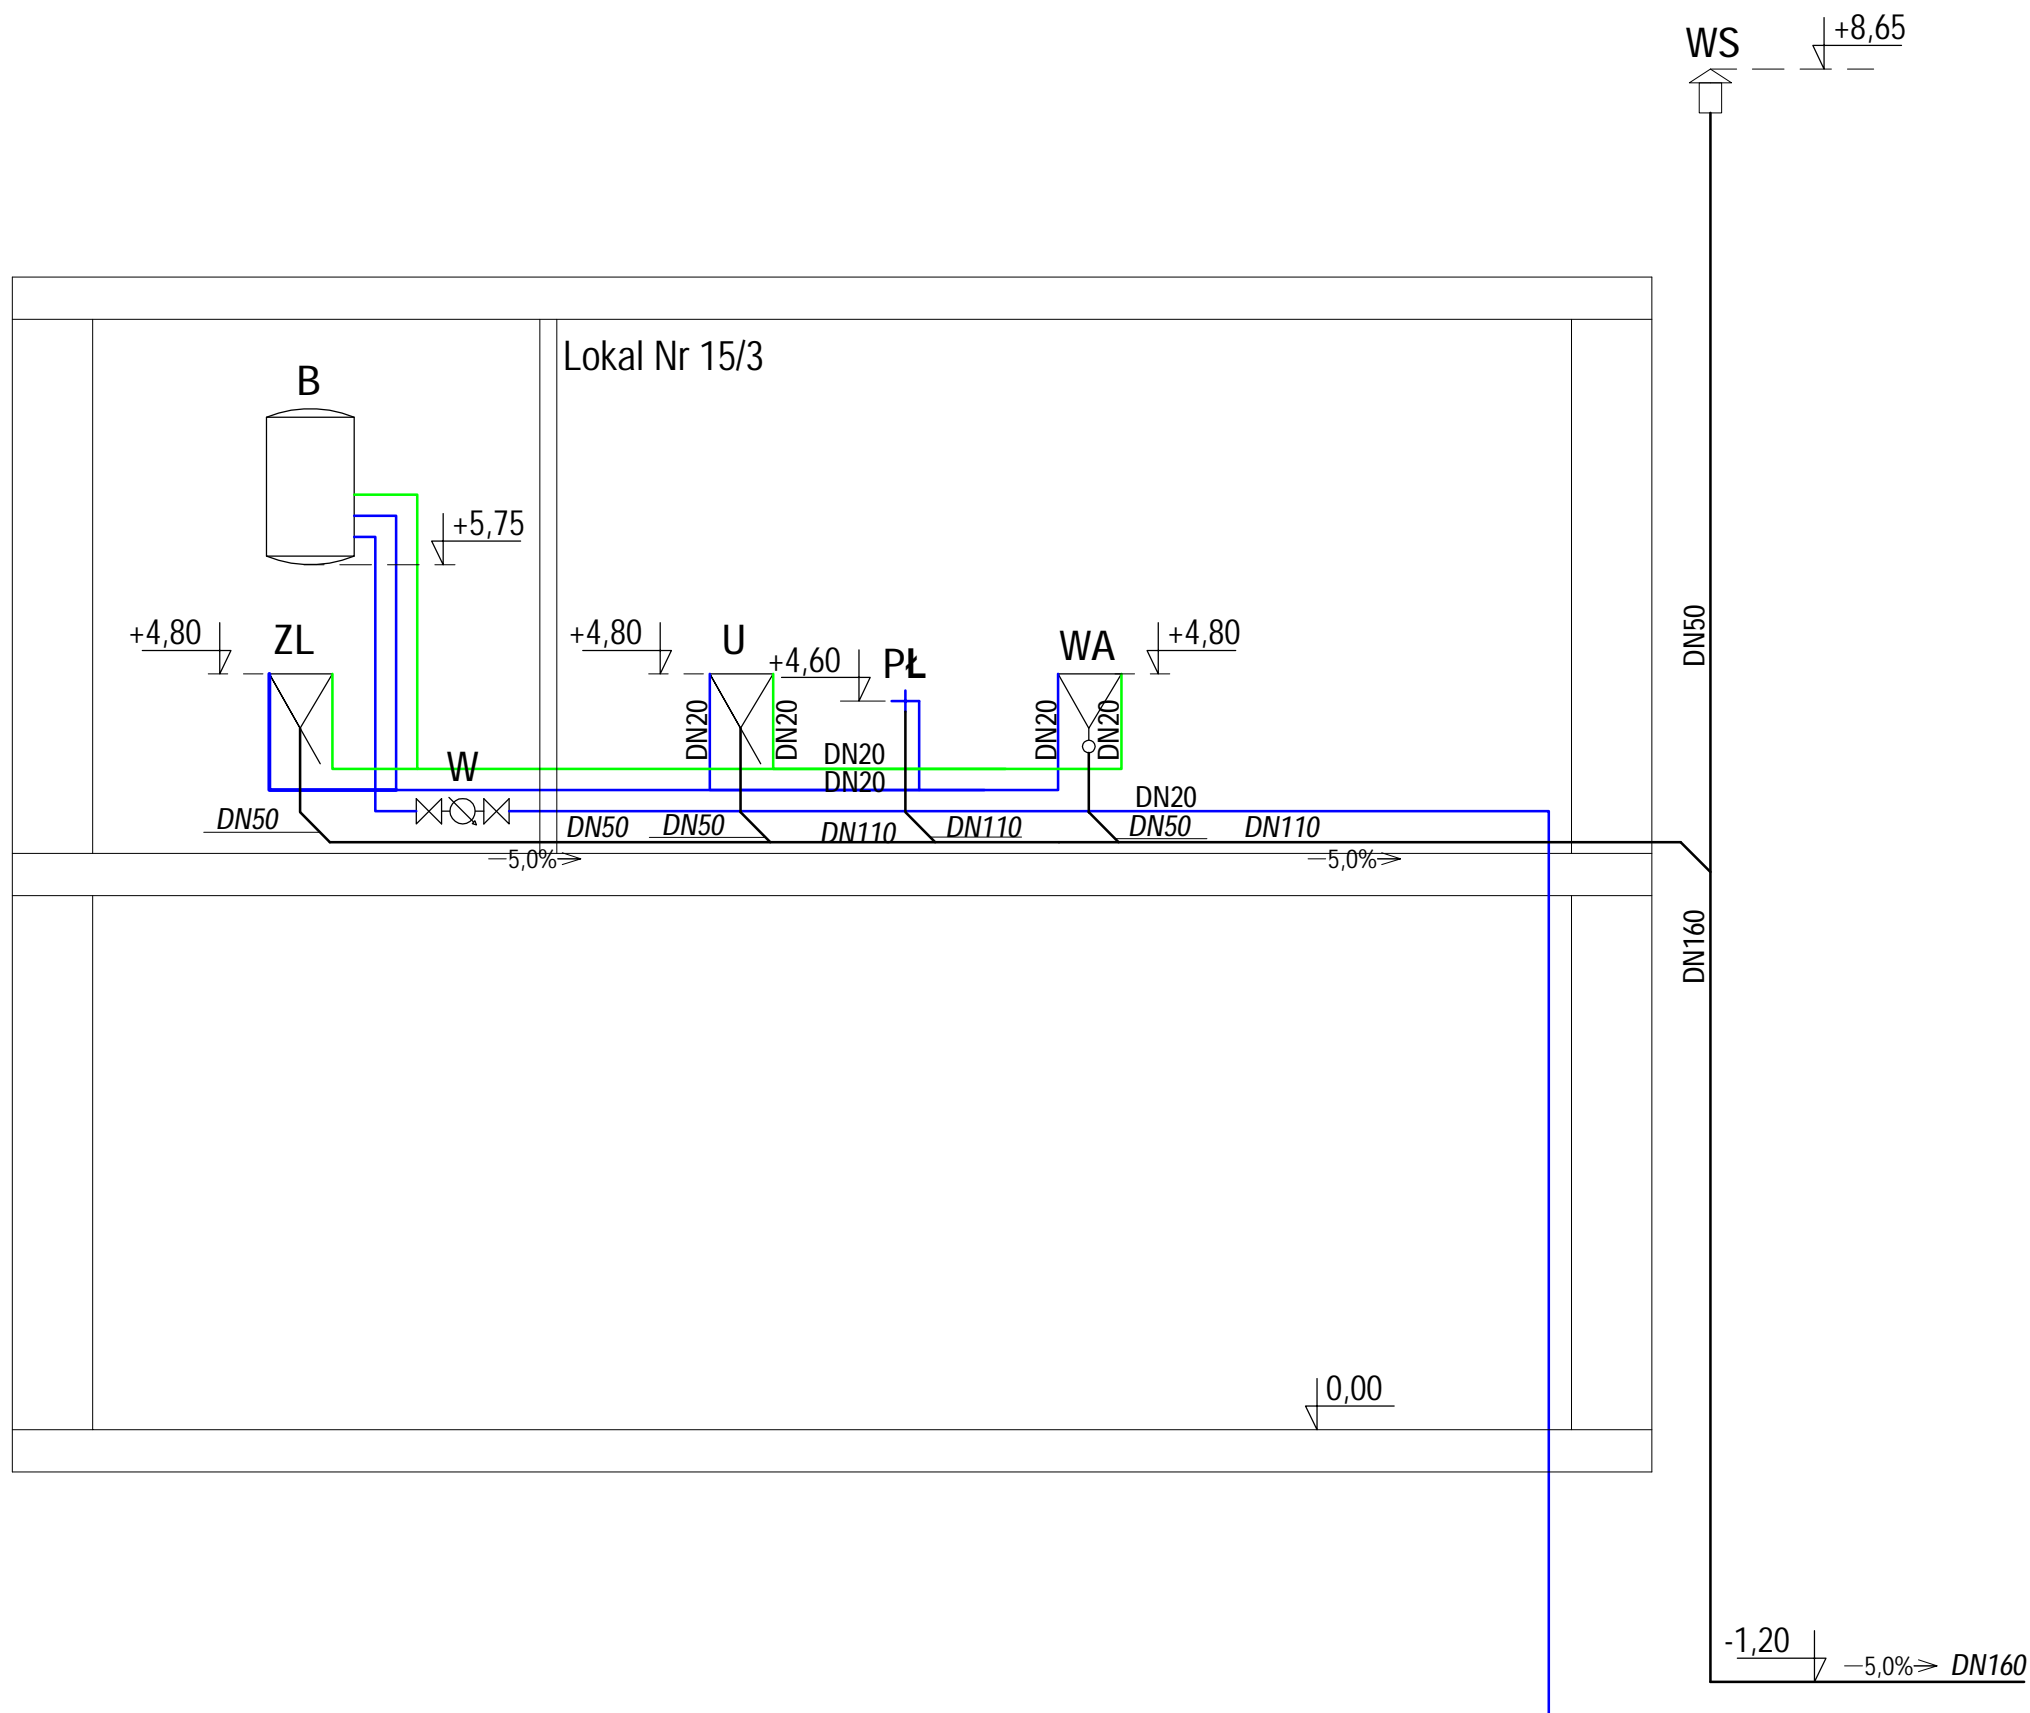 WS
+8,65
Lokal Nr 15/3
B
+5,75
+4,80
ZL
+4,80
U
+4,60
PŁ
WA
+4,80
DN50
DN20
DN20
DN20
DN20
DN20
DN20
W
DN20
DN50
DN50
DN50
DN110
DN110
DN50
DN110
5,0%
5,0%
DN160
0,00
-1,20
5,0%
DN160